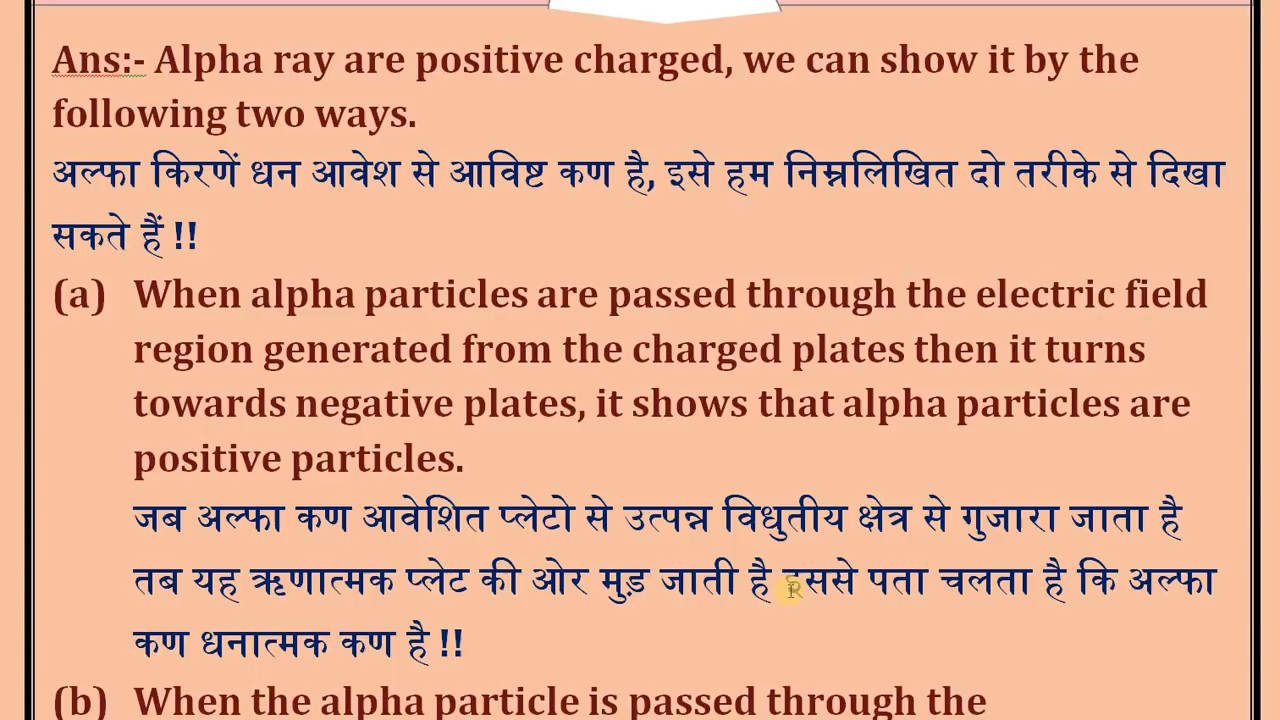 Ans:- Alpha ray are positive charged, we can show it by the
following two ways.
अल्फा किरणें धन आवेश से आविष्ट कण है, इसे हम निम्नलिखित दो तरीके से दिखा
सकते हैं !!
(a) When alpha particles are passed through the electric field
region generated from the charged plates then it turns
towards negative plates, it shows that alpha particles are
positive particles.
जब अल्फा कण आवेशित प्लेटो से उत्पन्न विधुतीय क्षेत्र से गुजारा जाता है
तब यह ऋणात्मक प्लेट की ओर मुड़ जाती है इससे पता चलता है कि अल्फा
कण धनात्मक कण है !!
(b) When the alpha particle is passed through the